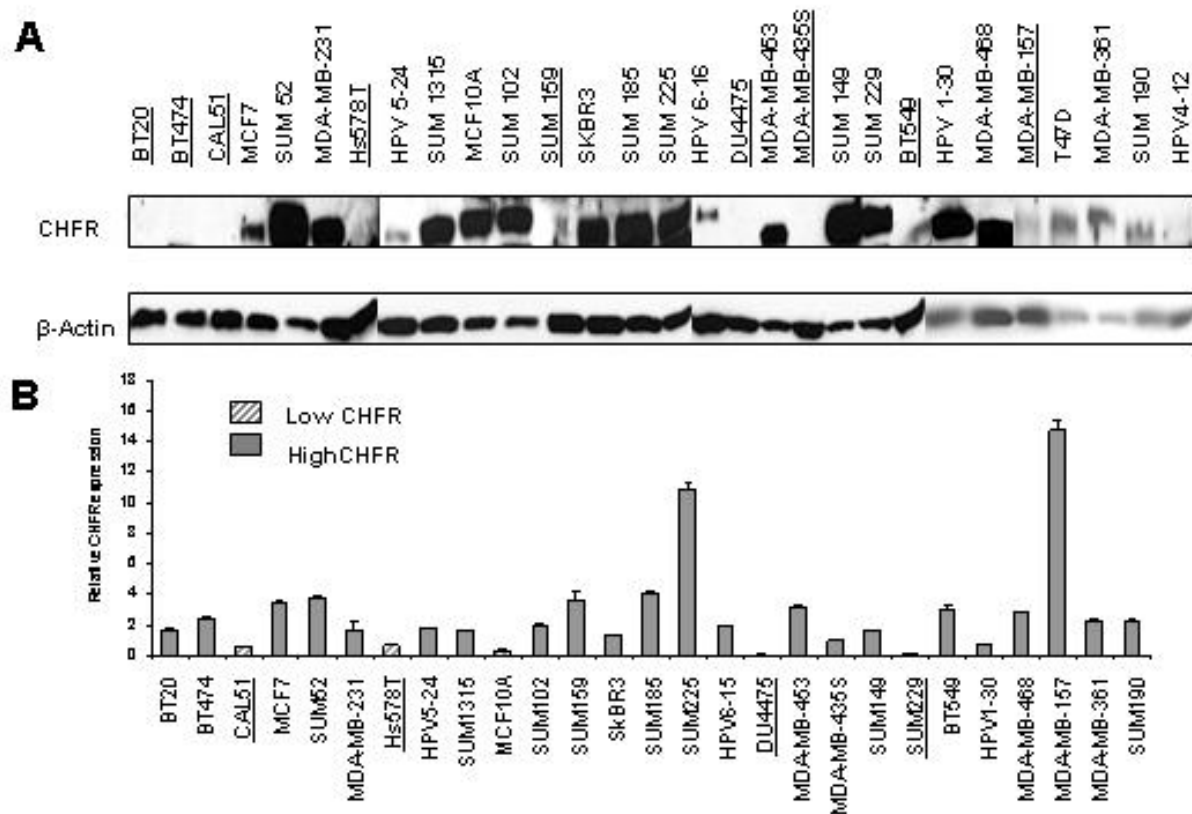 A
BT20
BT474
CAL51
MCF7
SUM 52
MDA-MB-231
Hs578T
HPV 5-24
SUM 1315
MCF10A
SUM 102
SUM 159
SKBR3
SUM 185
SUM 225
HPV 6-16
DU4475
MDA-MB-453
MDA-MB-435S
SUM 149
SUM 229
BT549
HPV 1-30
MDA-MB-468
MDA-MB-157
T47D
MDA-MB-361
SUM 190
HPV4-12
CHFR
β-Actin
B
Relative CHFR Expression
18
16
14
12
10
8
6
4
2
0
Low CHFR
High CHFR
BT20
BT474
CAL51
MCF7
SUM52
MDA-MB-231
Hs578T
HPV5-24
SUM1315
MCF10A
SUM102
SUM159
SkBR3
SUM185
SUM225
HPV6-15
DU4475
MDA-MB-453
MDA-MB-435S
SUM149
SUM229
BT549
HPV1-30
MDA-MB-468
MDA-MB-157
MDA-MB-361
SUM190